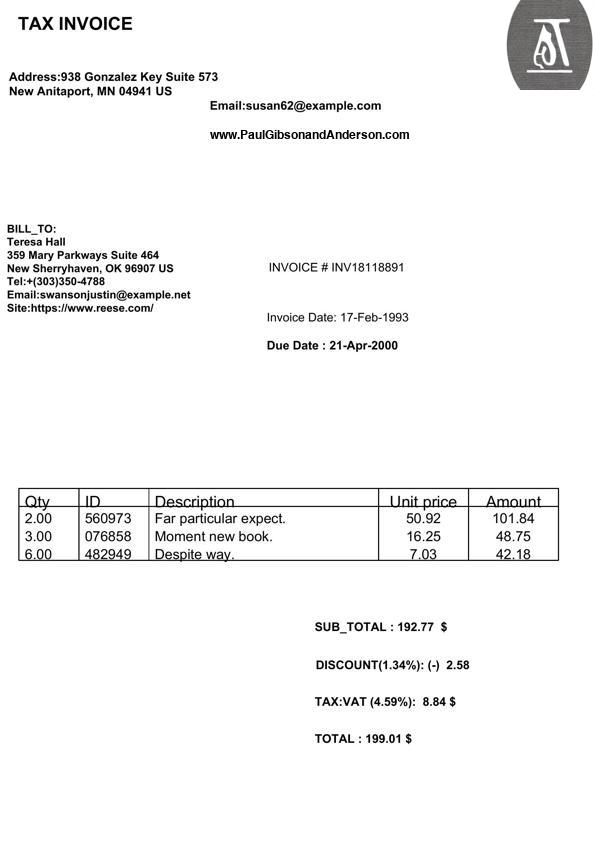 TAX INVOICE
Address:938 Gonzalez Key Suite 573
New Anitaport, MN 04941 US
Email:susan62@example.com
www.PaulGibsonandAnderson.com
BILL_TO:
Teresa Hall
359 Mary Parkways Suite 464
New Sherryhaven, OK 96907 US
Tel:+(303)350-4788
Email:swansonjustin@example.net
Site:https://www.reese.com/
INVOICE # INV18118891
Invoice Date: 17-Feb-1993
Due Date : 21-Apr-2000
Qty ID Description Unit price Amount
2.00 560973 Far particular expect. 50.92 101.84
3.00 076858 Moment new book. 16.25 48.75
6.00 482949 Despite way. 7.03 42.18
SUB_TOTAL : 192.77 $
DISCOUNT(1.34%): (-) 2.58
TAX:VAT (4.59%): 8.84 $
TOTAL : 199.01 $